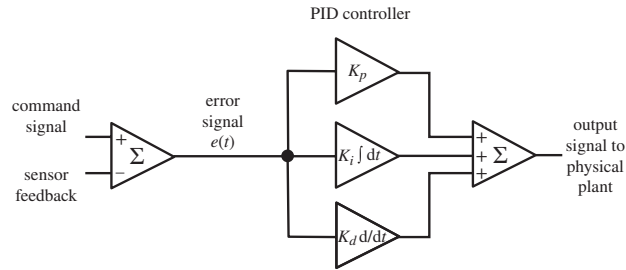 PID controller
K_p
command
signal
error
signal
e(t)
+
Σ
−
sensor
feedback
K_i ∫ dt
+
+
+
Σ
output
signal to
physical
plant
K_d d/dt